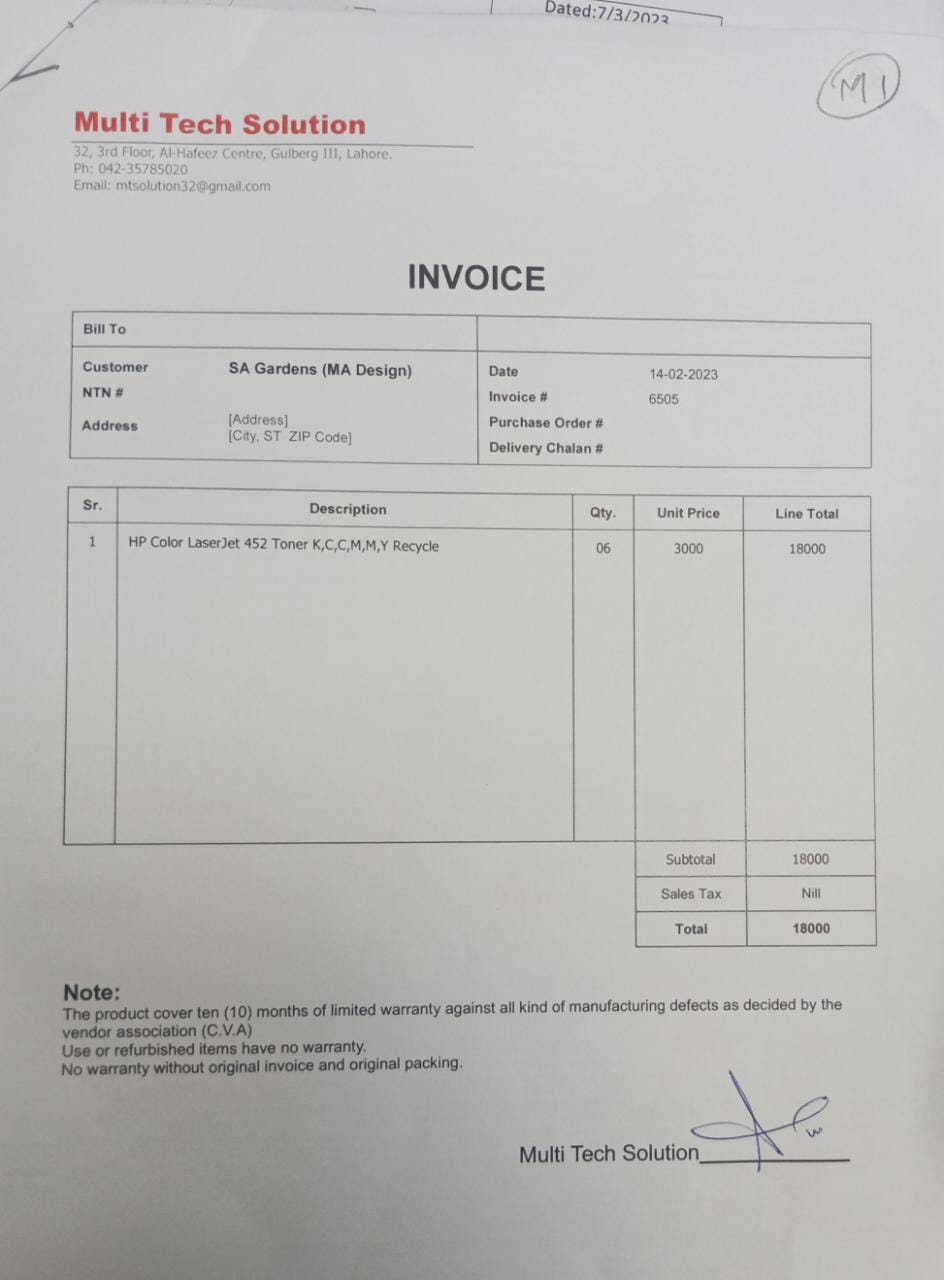 Dated:7/3/2023
M1
Multi Tech Solution
32, 3rd Floor, Al-Hafeez Centre, Gulberg III, Lahore.
Ph: 042-35785020
Email: mtsolution32@gmail.com
INVOICE
Bill To
Customer SA Gardens (MA Design)
NTN #
Address [Address]
[City, ST ZIP Code]
Date 14-02-2023
Invoice # 6505
Purchase Order #
Delivery Chalan #
Sr. Description Qty. Unit Price Line Total
1 HP Color LaserJet 452 Toner K,C,C,M,M,Y Recycle 06 3000 18000
Subtotal 18000
Sales Tax Nill
Total 18000
Note:
The product cover ten (10) months of limited warranty against all kind of manufacturing defects as decided by the
vendor association (C.V.A)
Use or refurbished items have no warranty.
No warranty without original invoice and original packing.
Multi Tech Solution